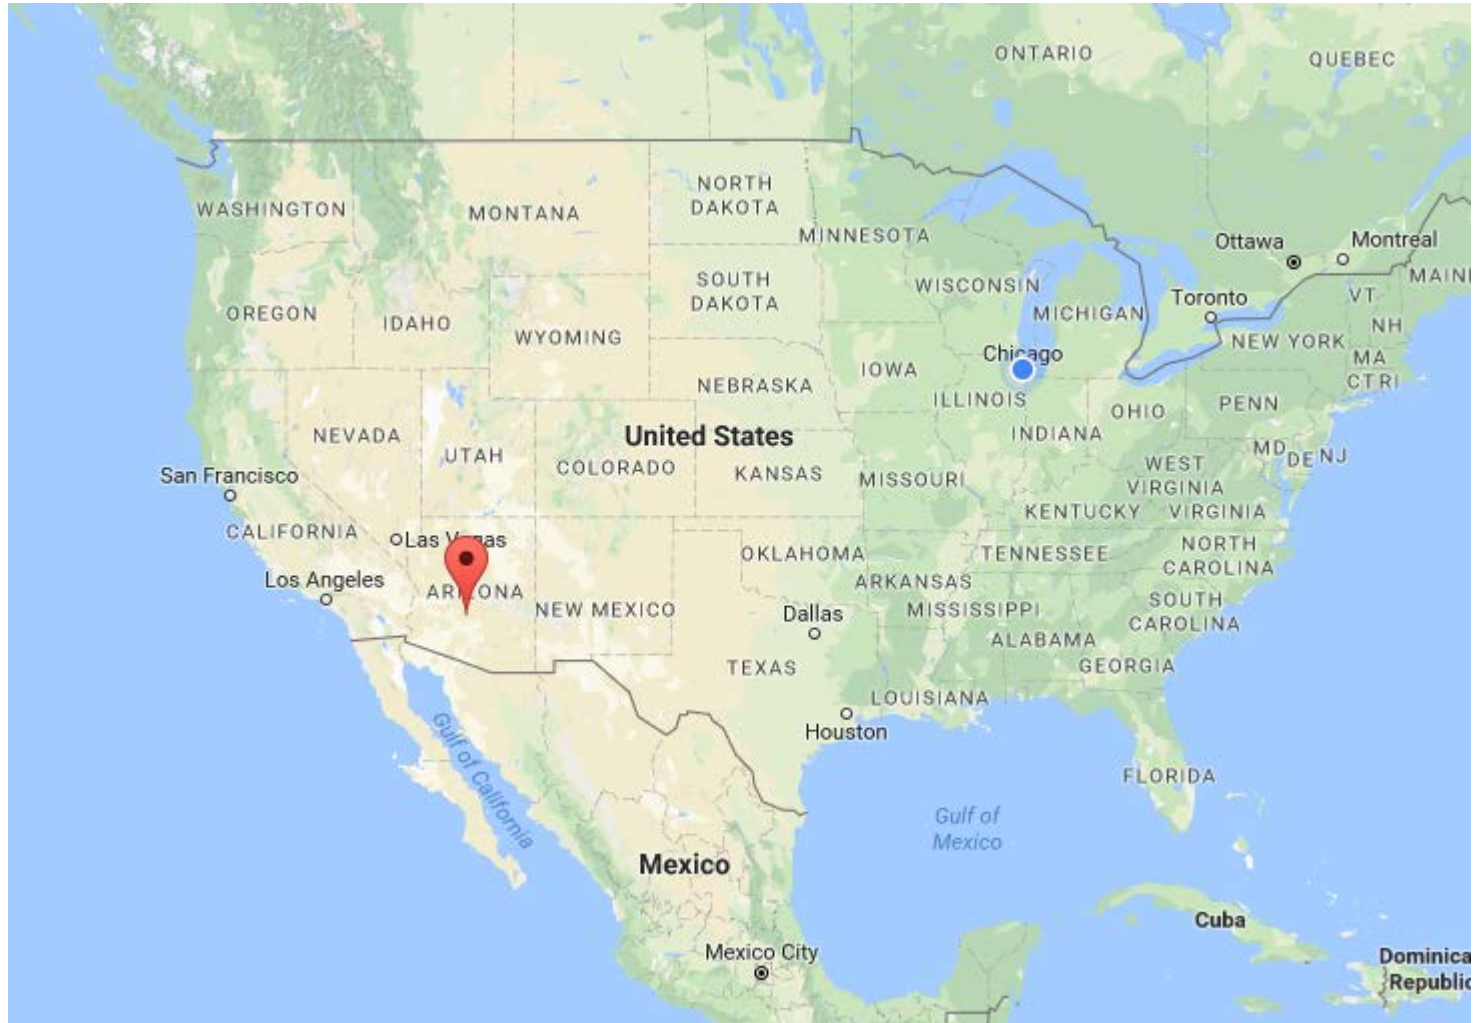 ONTARIO
QUEBEC
NORTH
DAKOTA
WASHINGTON
MONTANA
MINNESOTA
Ottawa
Montreal
MAIN
SOUTH
DAKOTA
WISCONSIN
VT
Toronto
OREGON
IDAHO
MICHIGAN
NH
WYOMING
NEW YORK
Chicago
MA
IOWA
CT RI
NEBRASKA
ILLINOIS
OHIO
PENN
NEVADA
United States
INDIANA
UTAH
COLORADO
KANSAS
MISSOURI
WEST
VIRGINIA
MD
DE
NJ
San Francisco
KENTUCKY
VIRGINIA
CALIFORNIA
Las Vegas
OKLAHOMA
TENNESSEE
NORTH
CAROLINA
Los Angeles
ARIZONA
NEW MEXICO
ARKANSAS
Dallas
MISSISSIPPI
SOUTH
CAROLINA
ALABAMA
TEXAS
GEORGIA
LOUISIANA
Houston
Gulf of California
FLORIDA
Gulf of
Mexico
Mexico
Cuba
Mexico City
Dominica
Republic